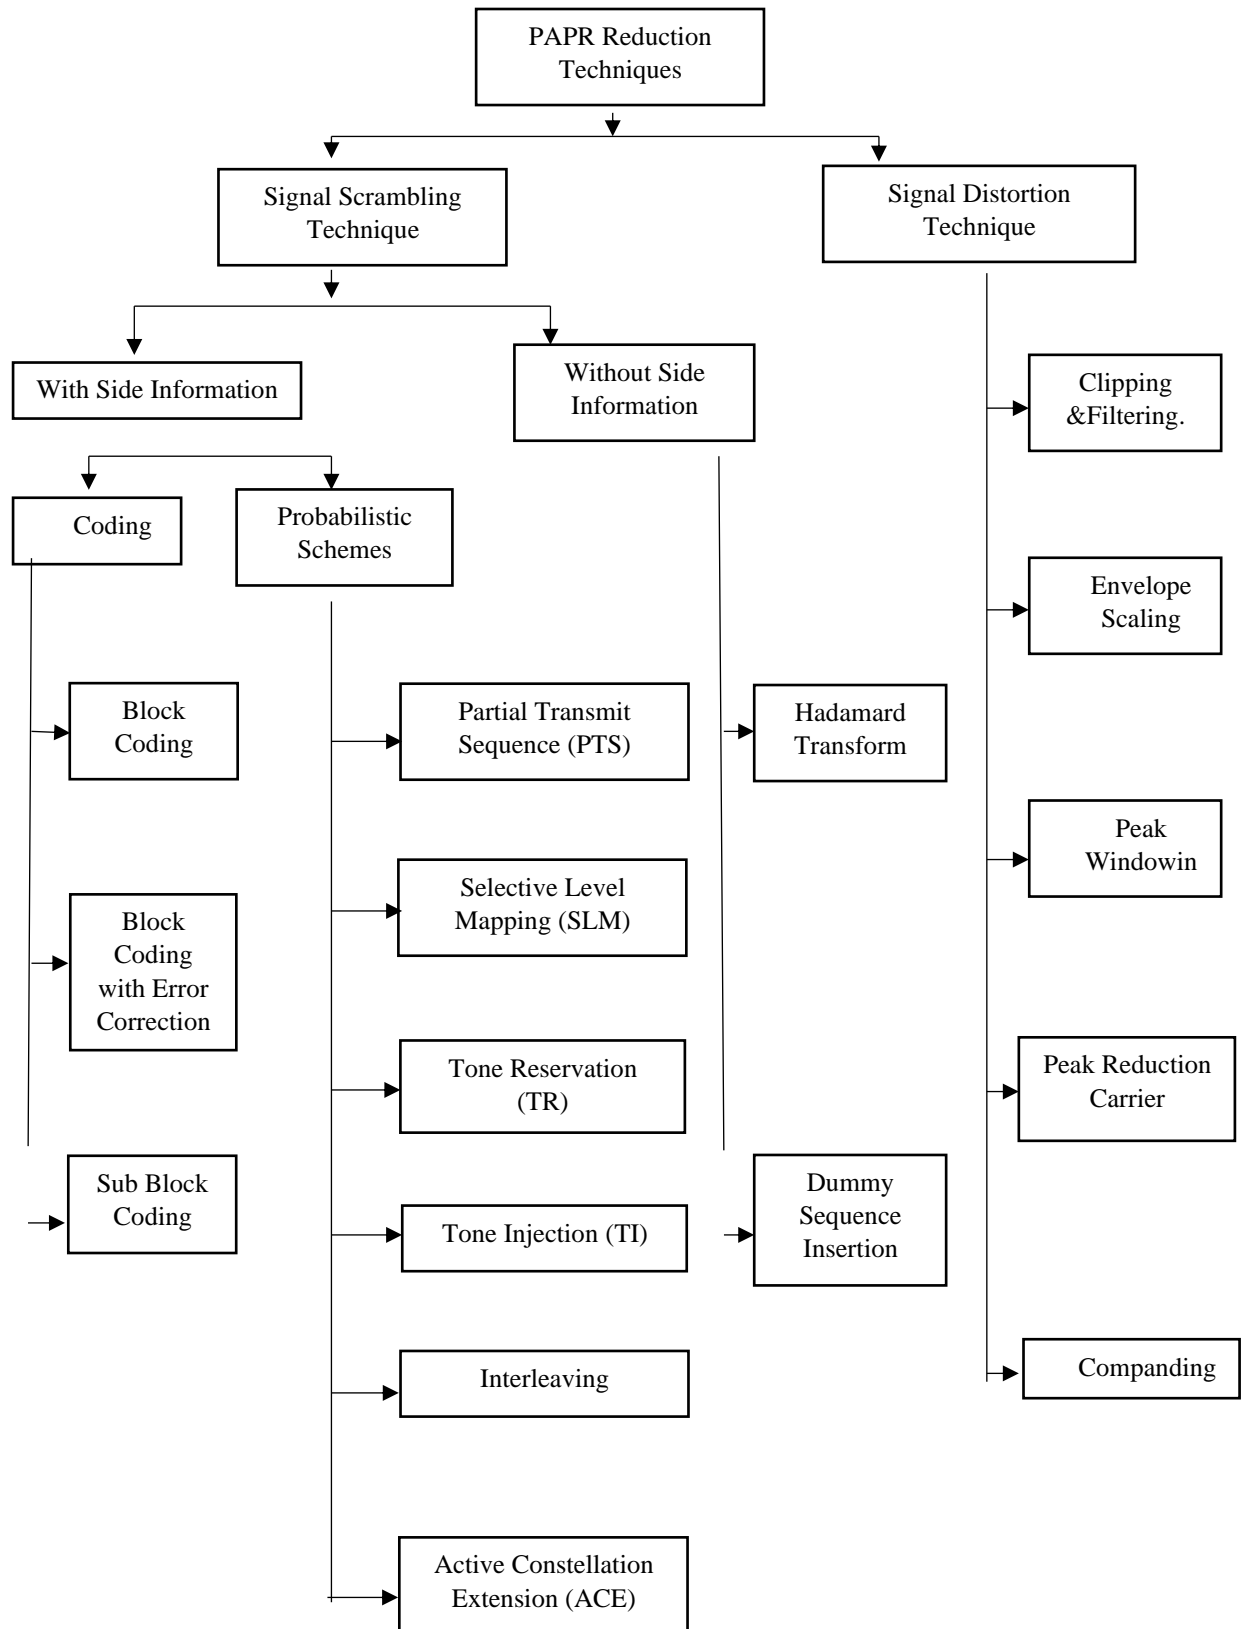 PAPR Reduction
Techniques
Signal Scrambling
Technique
Signal Distortion
Technique
With Side Information
Without Side
Information
Clipping
&Filtering.
Coding
Probabilistic
Schemes
Envelope
Scaling
Block
Coding
Partial Transmit
Sequence (PTS)
Hadamard
Transform
Peak
Windowin
Block
Coding
with Error
Correction
Selective Level
Mapping (SLM)
Tone Reservation
(TR)
Peak Reduction
Carrier
Sub Block
Coding
Tone Injection (TI)
Dummy
Sequence
Insertion
Interleaving
Companding
Active Constellation
Extension (ACE)